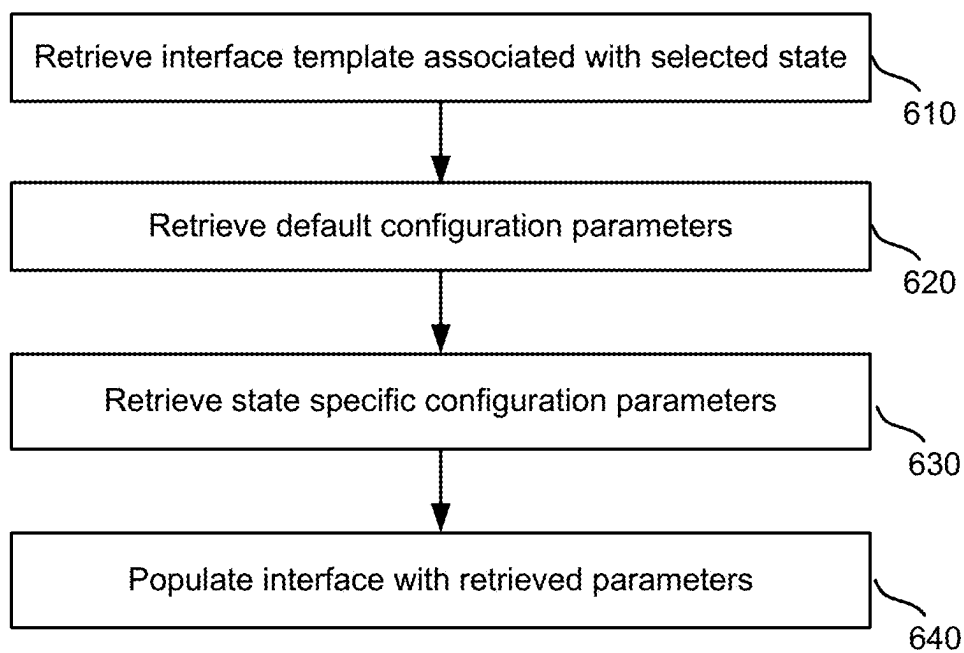 Retrieve interface template associated with selected state
610
Retrieve default configuration parameters
620
Retrieve state specific configuration parameters
630
Populate interface with retrieved parameters
640